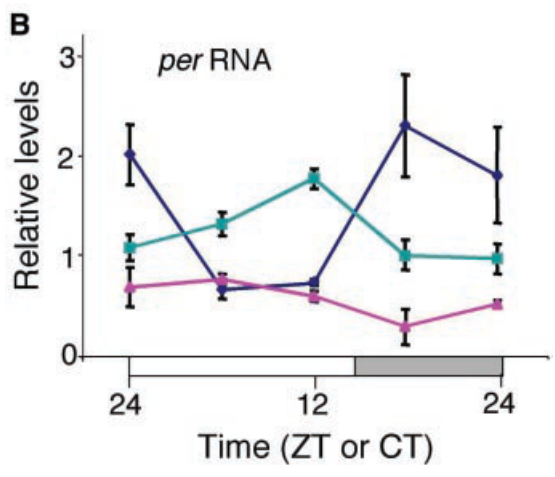 B
per RNA
Relative levels
3
2
1
0
24 12 24
Time (ZT or CT)